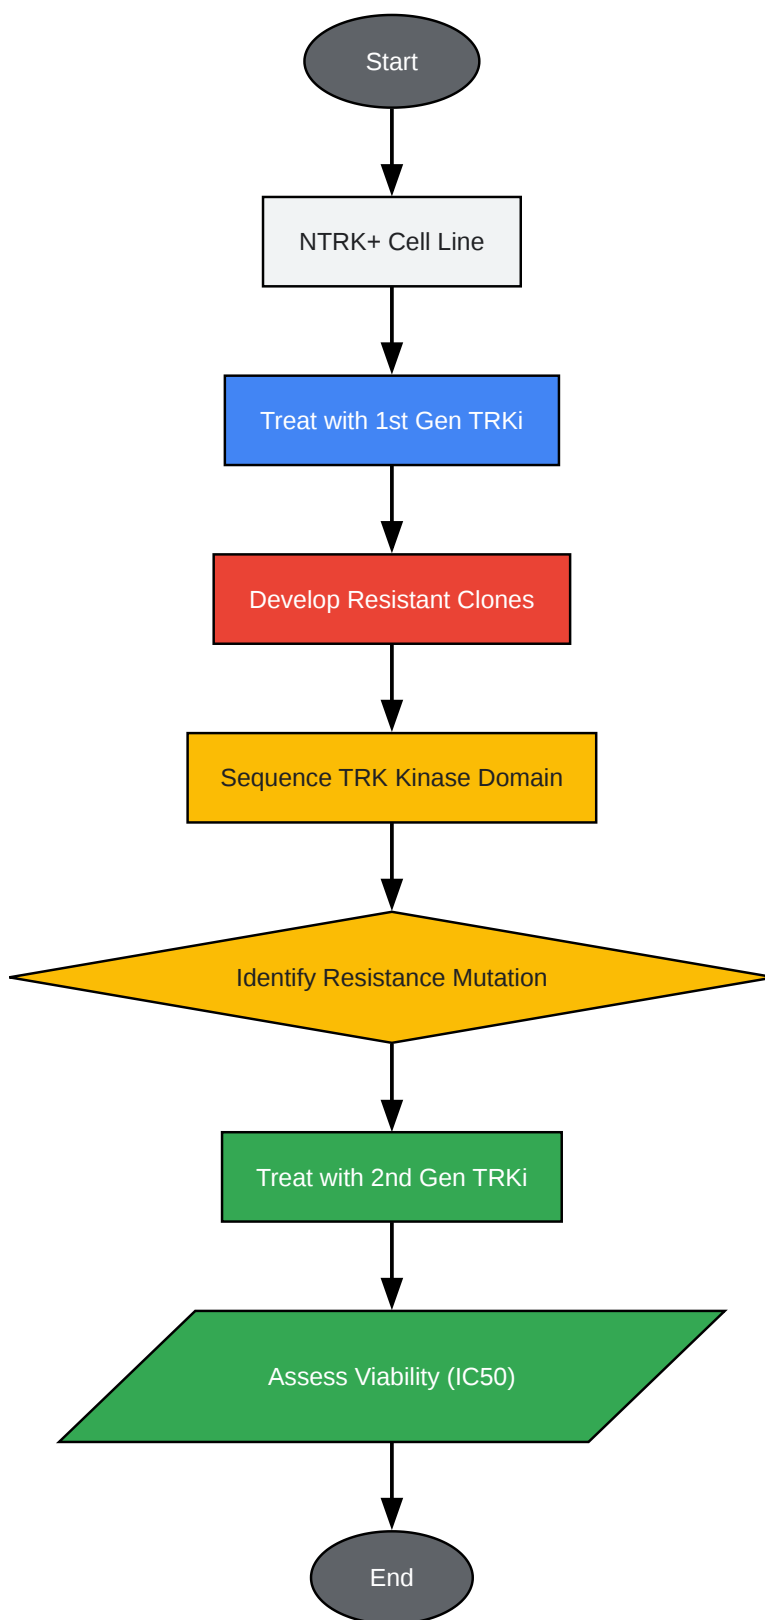 Start
NTRK+ Cell Line
Treat with 1st Gen TRKi
Develop Resistant Clones
Sequence TRK Kinase Domain
Identify Resistance Mutation
Treat with 2nd Gen TRKi
Assess Viability (IC50)
End